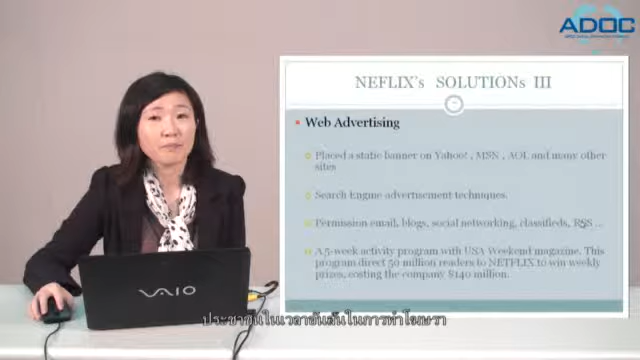 ADOC
NEFLIX's SOLUTIONs III
Web Advertising
Placed a static banner on Yahoo! , MSN , AOL and many other
sites
Search Engine advertisement techniques.
Permission email, blogs, social networking, classifieds, RSS ...
A 5-week activity program with USA Weekend magazine. This
program direct 50 million readers to NETFLIX to win weekly
prizes, costing the company $140 million.
VAIO
ประชาชนในเวลาอันสั้นในการทำโฆษณา